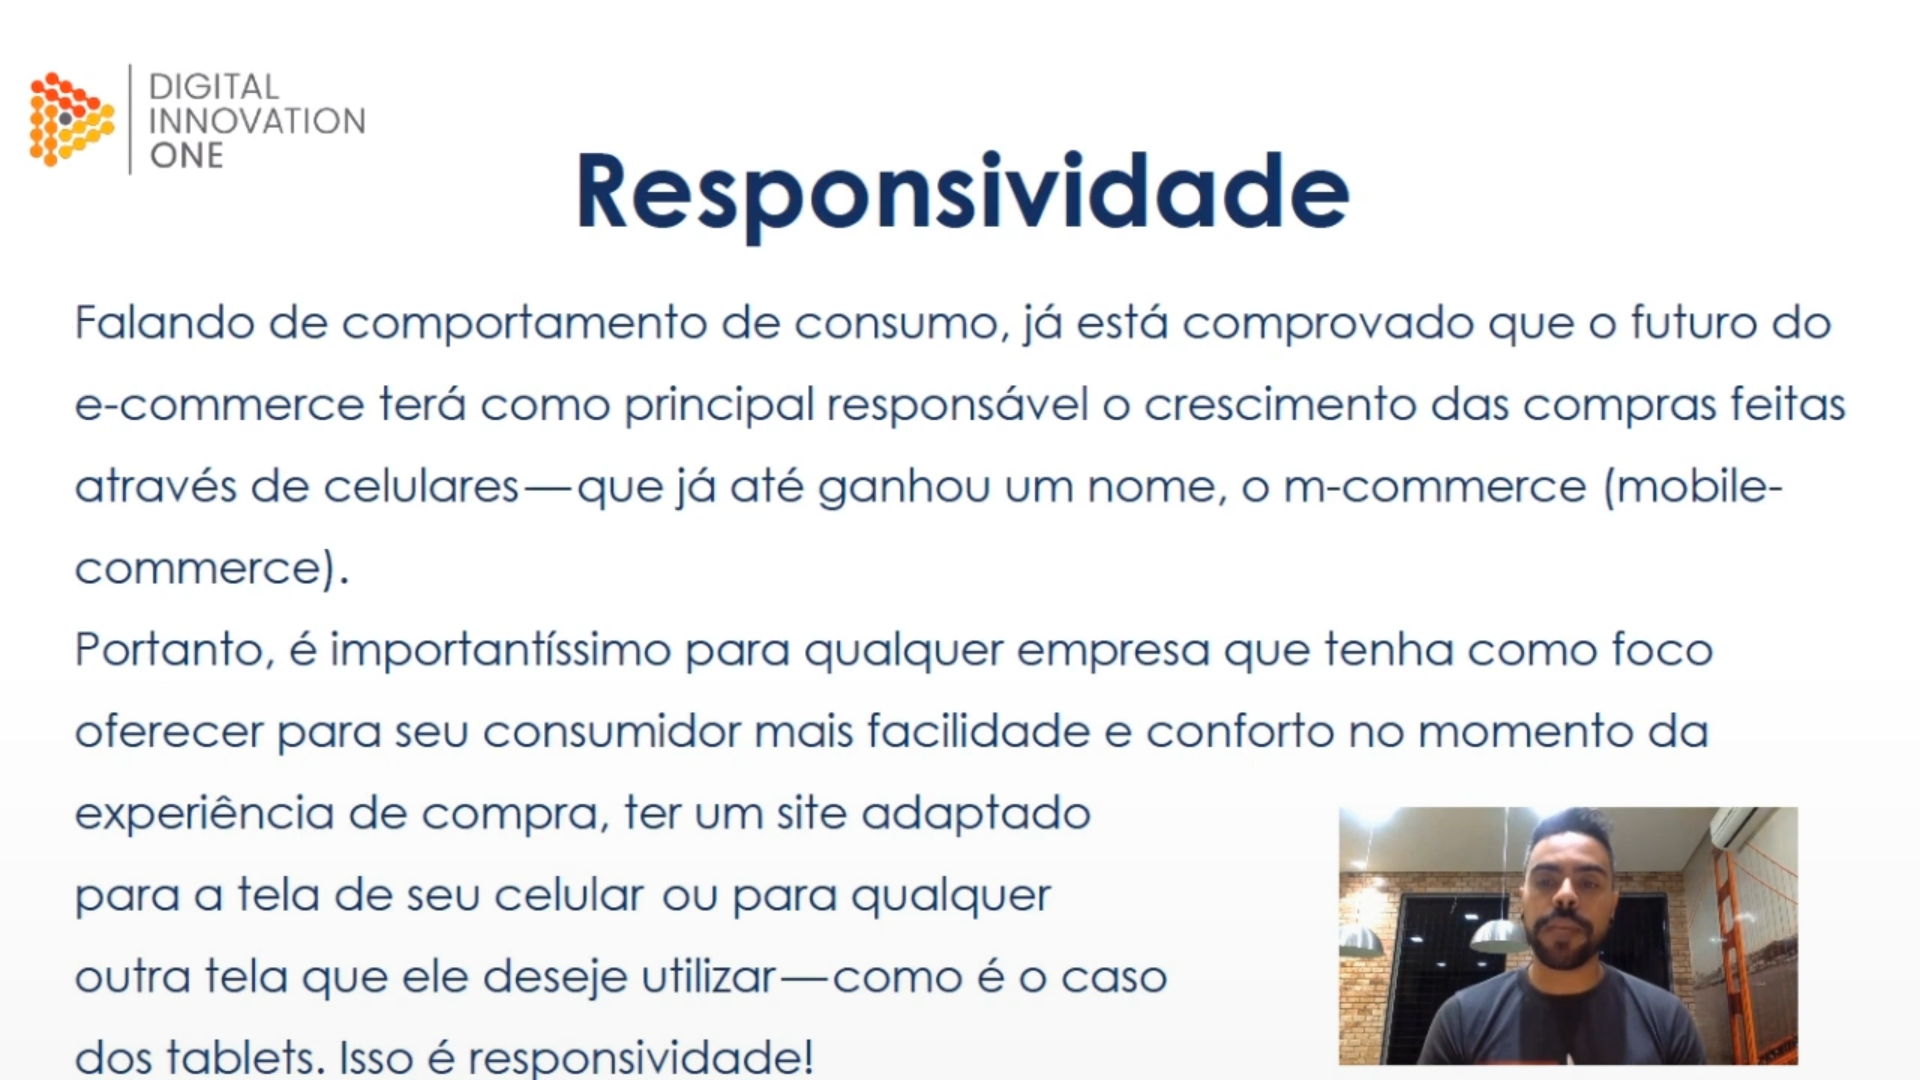 DIGITAL
INNOVATION
ONE
Responsividade
Falando de comportamento de consumo, já está comprovado que o futuro do
e-commerce terá como principal responsável o crescimento das compras feitas
através de celulares—que já até ganhou um nome, o m-commerce (mobile-
commerce).
Portanto, é importantíssimo para qualquer empresa que tenha como foco
oferecer para seu consumidor mais facilidade e conforto no momento da
experiência de compra, ter um site adaptado
para a tela de seu celular ou para qualquer
outra tela que ele deseje utilizar—como é o caso
dos tablets. Isso é responsividade!